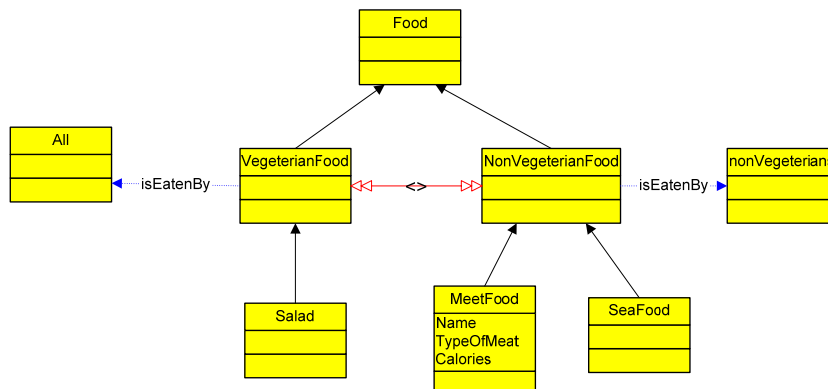 Food
All
VegeterianFood
NonVegeterianFood
nonVegeterians
isEatenBy
<>
isEatenBy
Salad
MeetFood
SeaFood
Name
TypeOfMeat
Calories